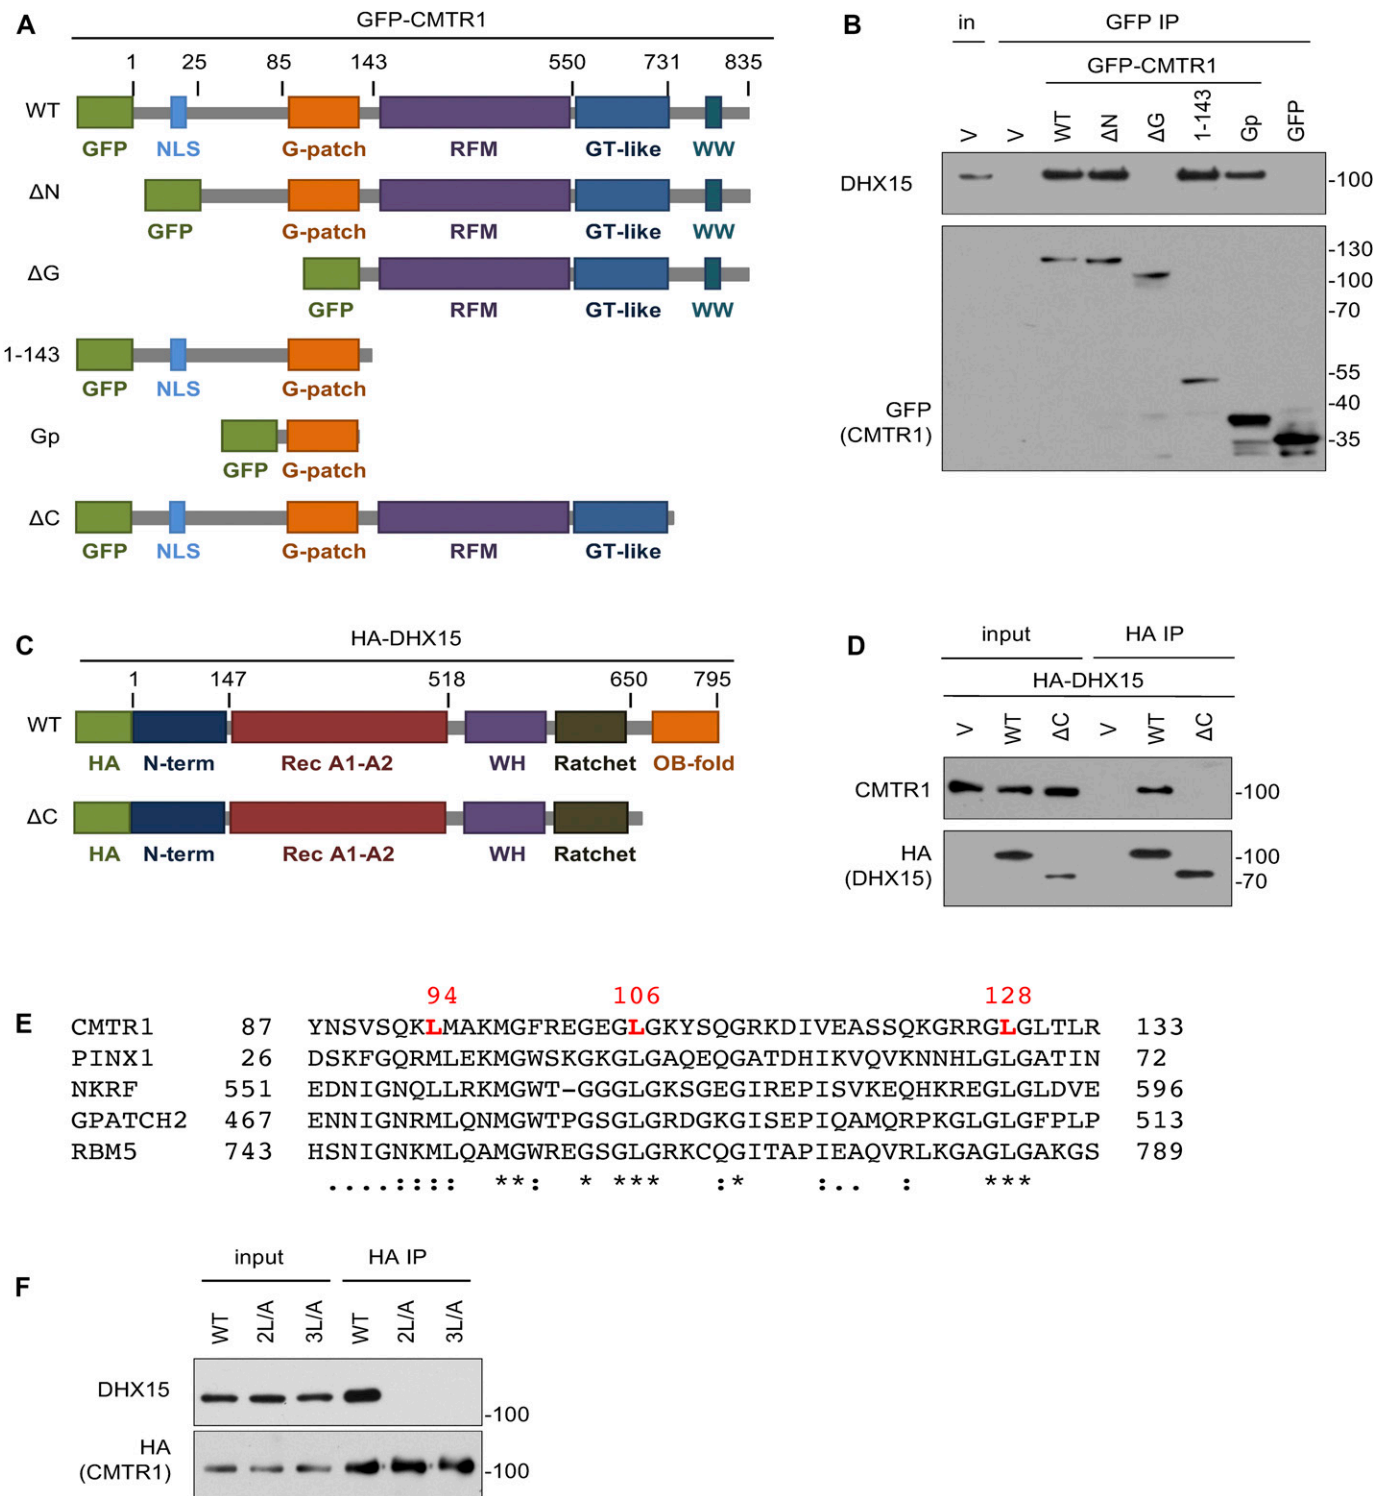 A
GFP-CMTR1
1 25 85 143 550 731 835
WT
GFP NLS G-patch RFM GT-like WW
ΔN
GFP G-patch RFM GT-like WW
ΔG
GFP RFM GT-like WW
1-143
GFP NLS G-patch
Gp
GFP G-patch
ΔC
GFP NLS G-patch RFM GT-like
B
in GFP IP
GFP-CMTR1
V V WT ΔN ΔG 1-143 Gp GFP
DHX15
-100
GFP
(CMTR1)
-130
-100
-70
-55
-40
-35
C
HA-DHX15
1 147 518 650 795
WT
HA N-term Rec A1-A2 WH Ratchet OB-fold
ΔC
HA N-term Rec A1-A2 WH Ratchet
D
input HA IP
HA-DHX15
V WT ΔC V WT ΔC
CMTR1
-100
HA
(DHX15)
-100
-70
E
94 106 128
CMTR1 87 YNSVSQKLMAKMGFREGEGLGKYSQGRKDIVEASSQKGRRGLGLTLR 133
PINX1 26 DSKFGQRMLEKMGWSKGKGLGAQEQGATDHIKVQVKNNHLGLGATIN 72
NKRF 551 EDNIGNQLLRKMGWT-GGGLGKSGEGIREPISVKEQHKREGLGLDVE 596
GPATCH2 467 ENNIGNRMLQNMGWTPGSGLGRDGKGISEPIQAMQRPKGLGLGFPLP 513
RBM5 743 HSNIGNKMLQAMGWREGSGLGRKCQGITAPIEAQVRLKGAGLGAKGS 789
....:::: **: * *** :* :.. : ***
F
input HA IP
WT 2L/A 3L/A WT 2L/A 3L/A
DHX15
-100
HA
(CMTR1)
-100